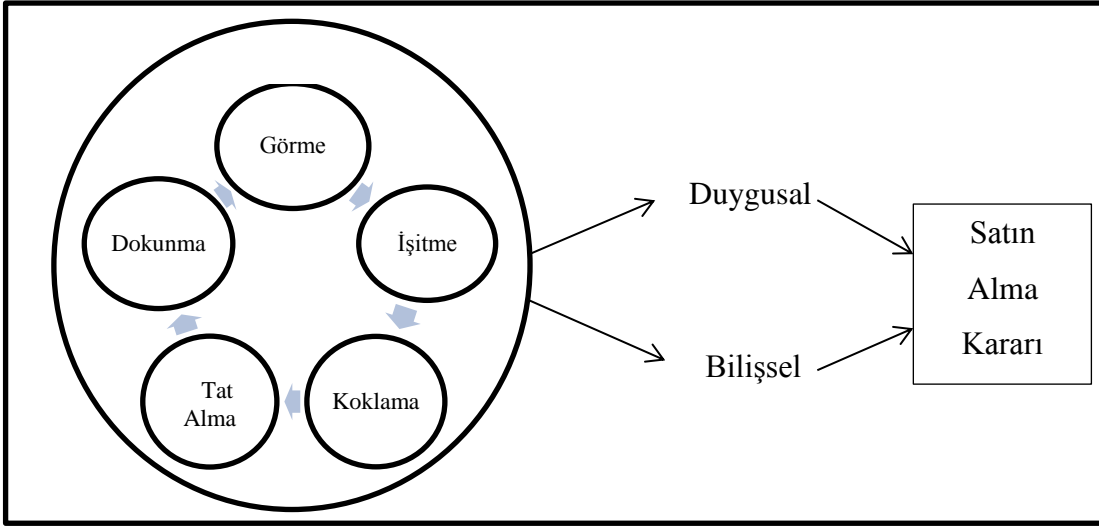 Görme
İşitme
Koklama
Tat
Alma
Dokunma
Duygusal
Bilişsel
Satın
Alma
Kararı